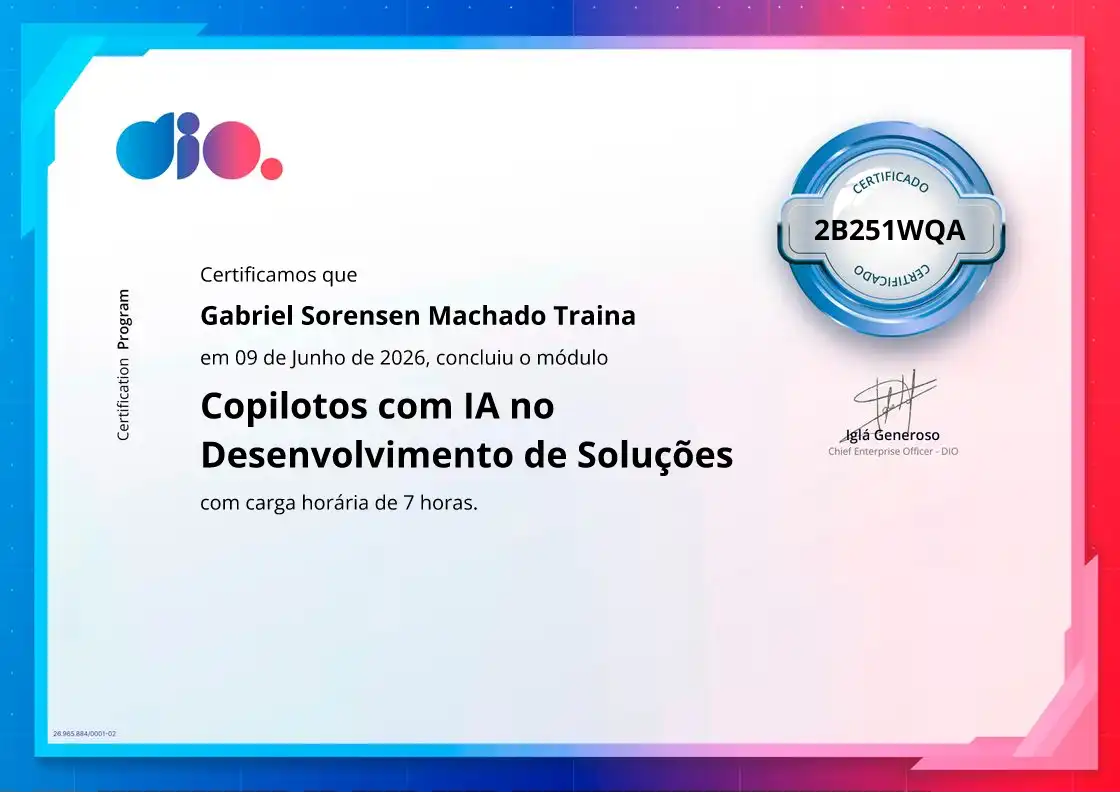 dio.
CERTIFICADO
2B251WQA
CERTIFICADO
Certificamos que
Gabriel Sorensen Machado Traina
em 09 de Junho de 2026, concluiu o módulo
Copilotos com IA no
Desenvolvimento de Soluções
com carga horária de 7 horas.
Certification Program
Iglá Generoso
Chief Enterprise Officer - DIO
26.965.884/0001-02